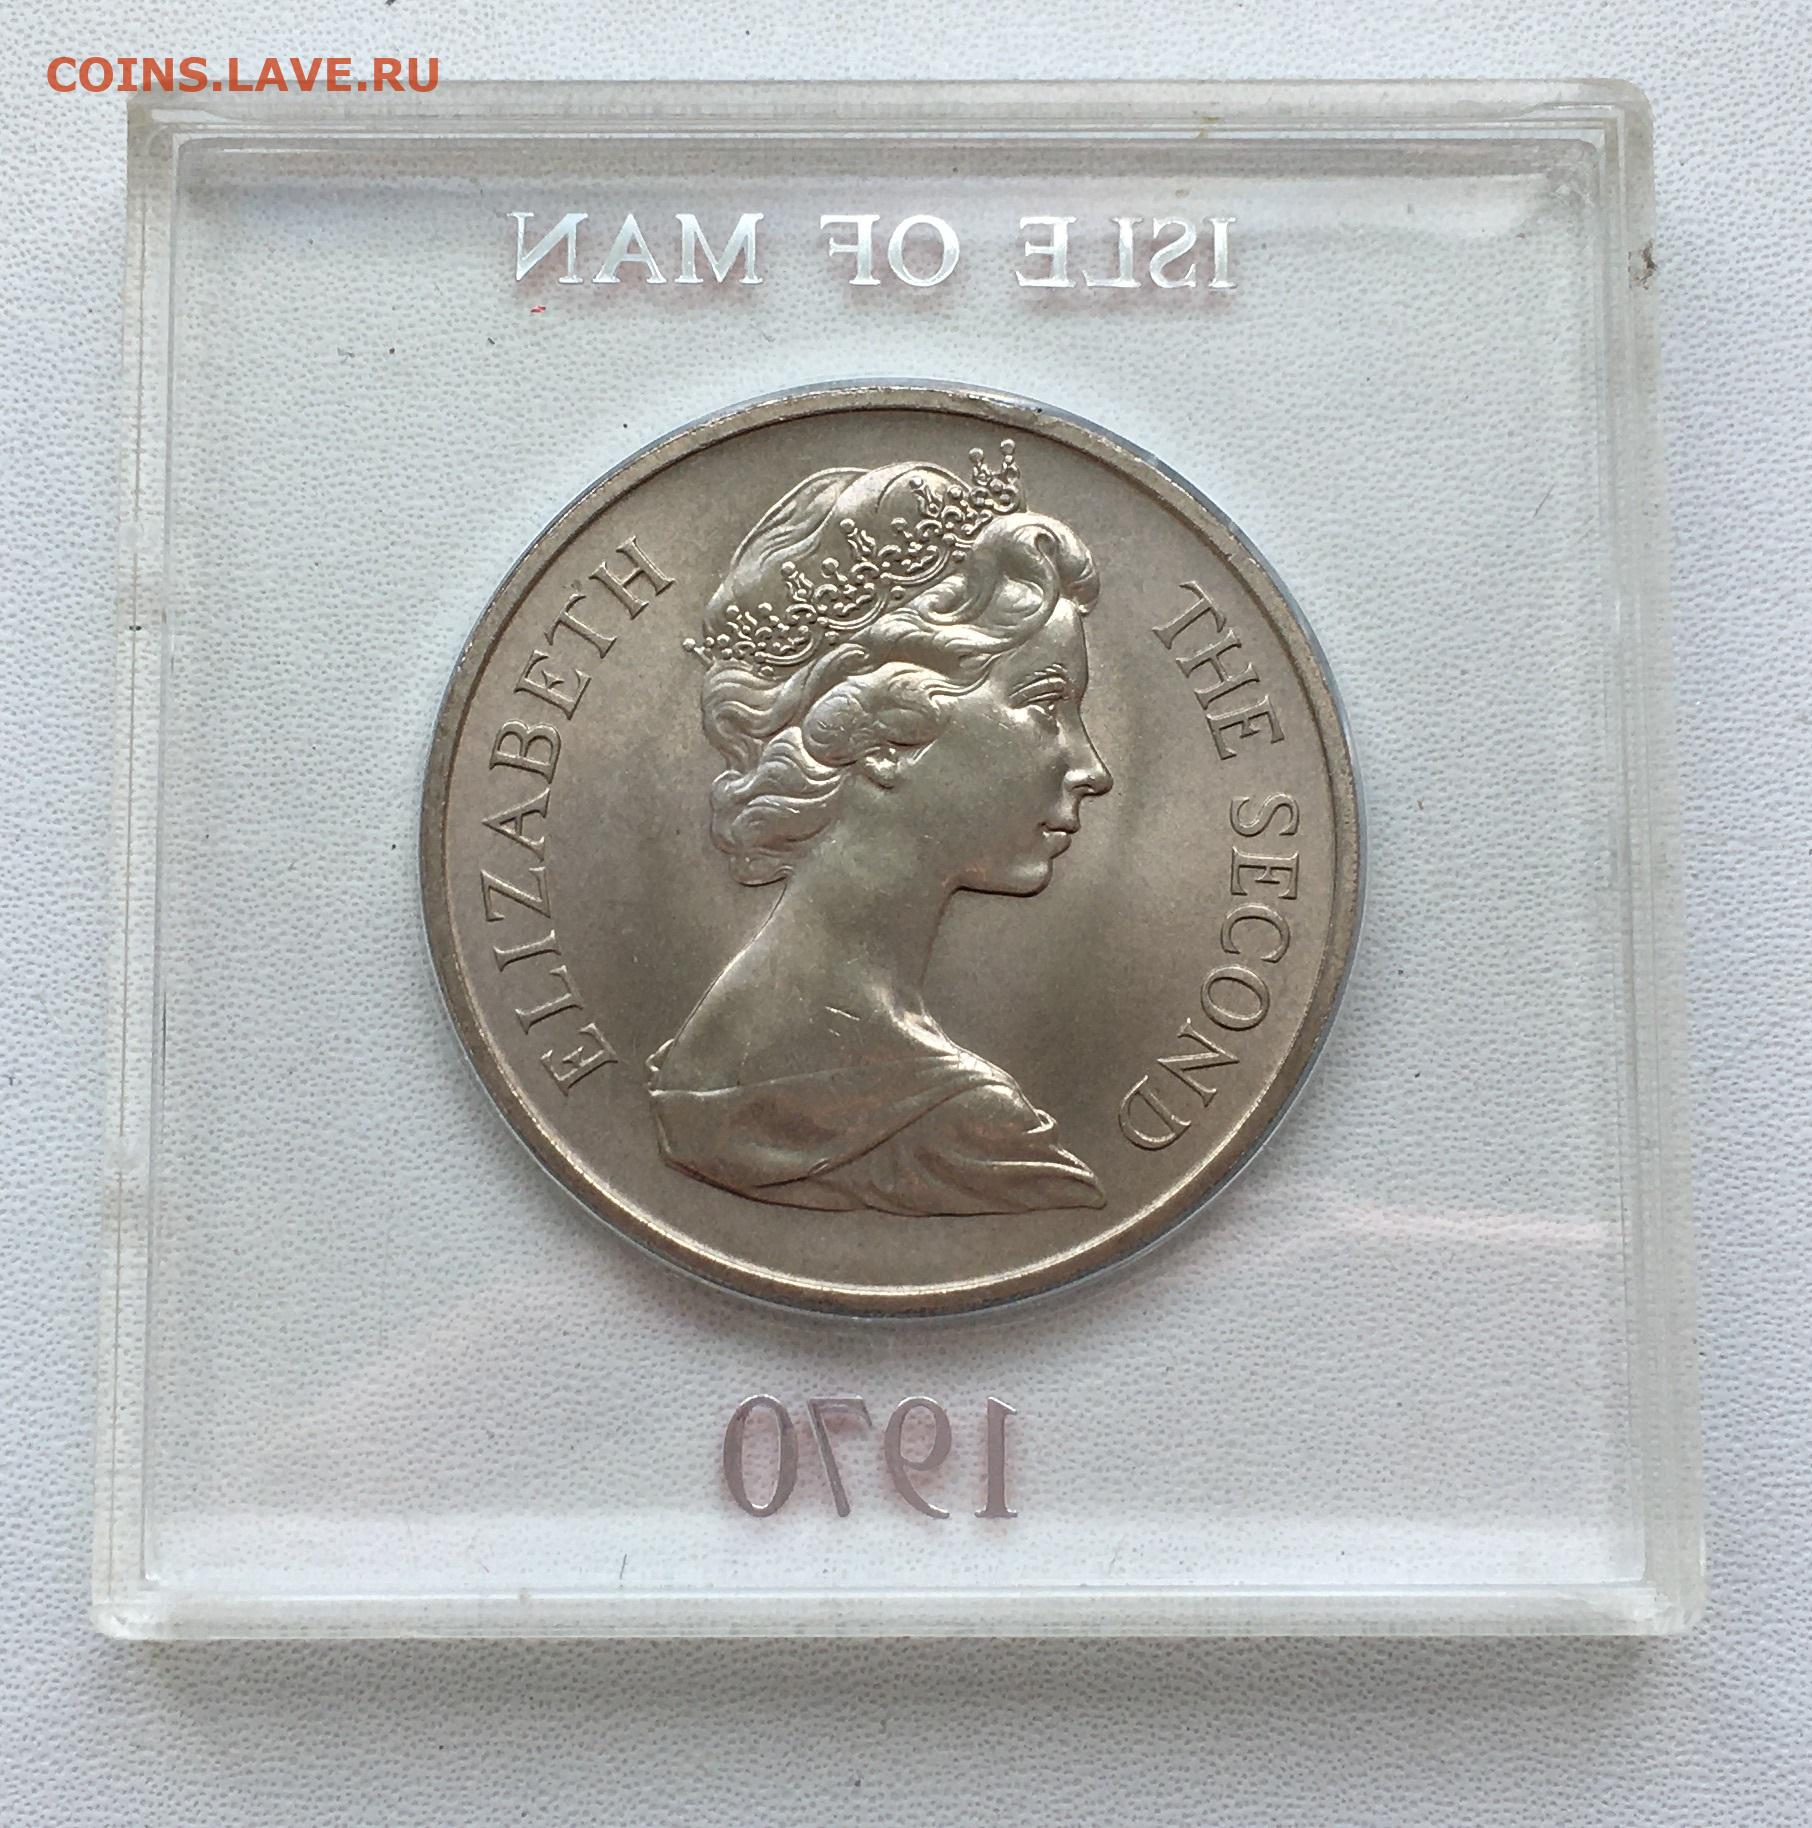 COINS.LAVE.RU
ISLE OF MAN
ELIZABETH
THE SECOND
1970